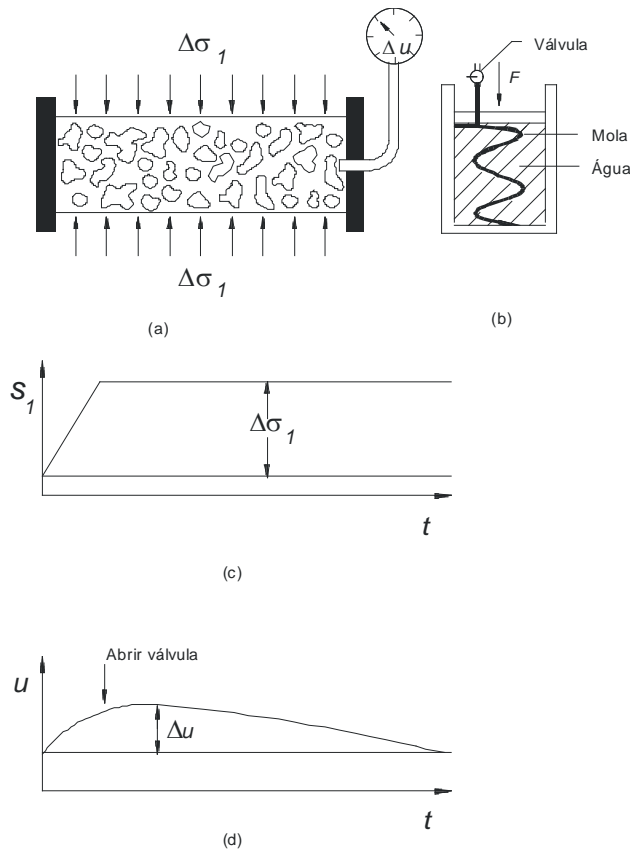 Δσ1
Δu
Válvula
F
Mola
Água
Δσ1
(a)
(b)
s1
Δσ1
t
(c)
Abrir válvula
u
Δu
t
(d)